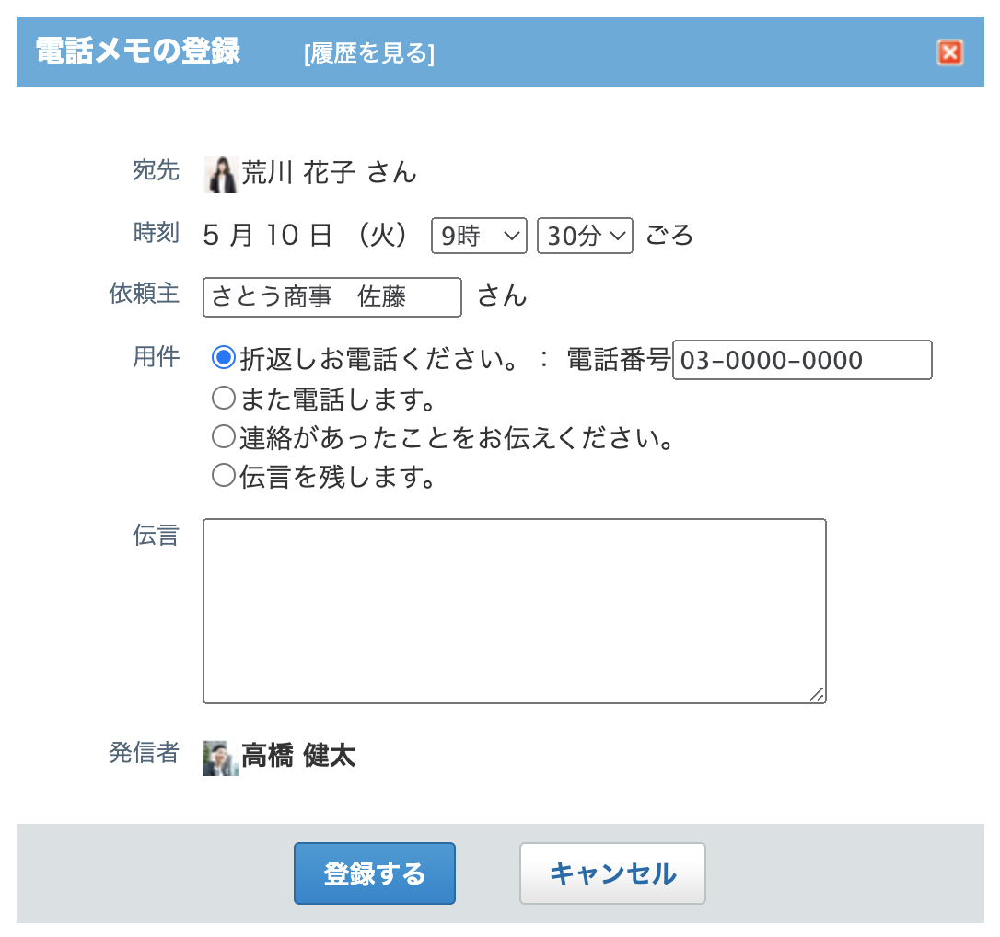 電話メモの登録 [履歴を見る]
宛先 荒川 花子 さん
時刻 5 月 10 日 （火） 9時 30分 ごろ
依頼主 さとう商事　佐藤 さん
用件 折返しお電話ください。 : 電話番号 03-0000-0000
また電話します。
連絡があったことをお伝えください。
伝言を残します。
伝言
発信者 高橋 健太
登録する キャンセル